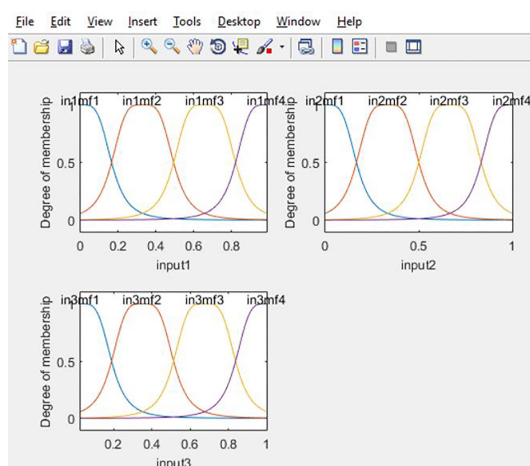 File Edit View Insert Tools Desktop Window Help
in1mf1 in1mf2 in1mf3 in1mf4
Degree of membership
1
0.5
0
0 0.2 0.4 0.6 0.8
input1
in2mf1 in2mf2 in2mf3 in2mf4
Degree of membership
0.5
0
0 0.5 1
input2
in3mf1 in3mf2 in3mf3 in3mf4
Degree of membership
0.5
0
0.2 0.4 0.6 0.8 1
input3